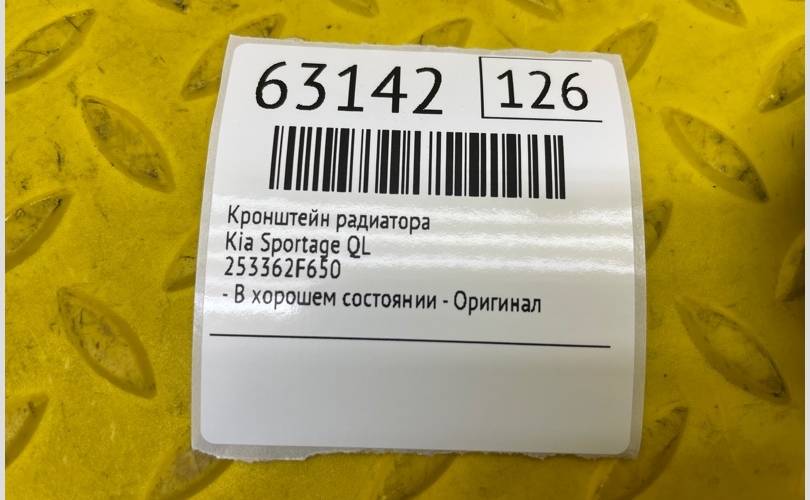 63142 126
Кронштейн радиатора
Kia Sportage QL
253362F650
- В хорошем состоянии - Оригинал